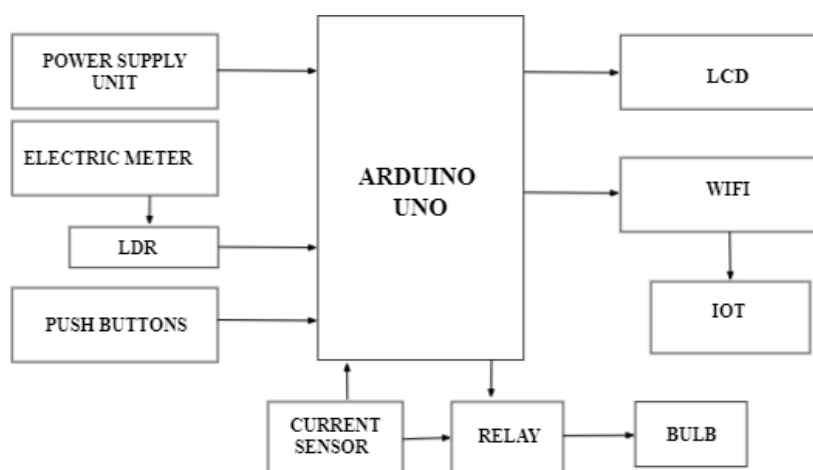 POWER SUPPLY
UNIT
ELECTRIC METER
LDR
PUSH BUTTONS
ARDUINO
UNO
LCD
WIFI
IOT
CURRENT
SENSOR
RELAY
BULB